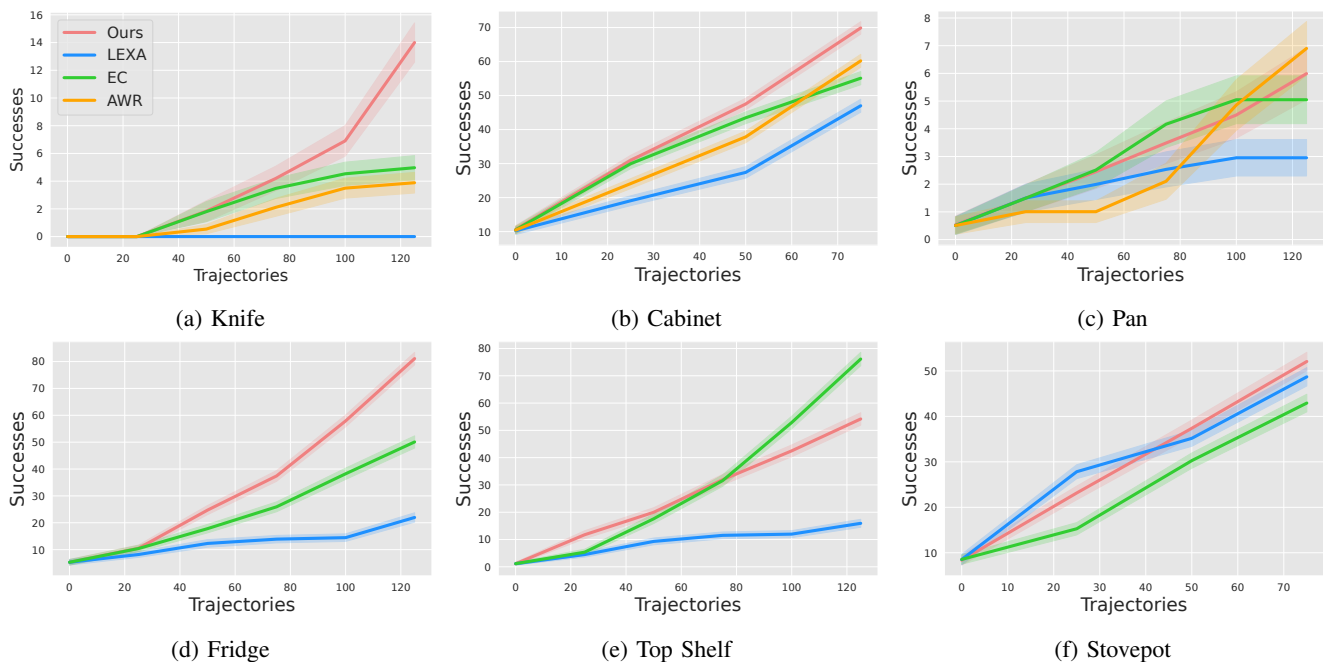 16
14
12
10
8
6
4
2
0
Successes
Ours
LEXA
EC
AWR
0 20 40 60 80 100 120
Trajectories
(a) Knife
70
60
50
40
30
20
10
Successes
0 10 20 30 40 50 60 70
Trajectories
(b) Cabinet
8
7
6
5
4
3
2
1
0
Successes
0 20 40 60 80 100 120
Trajectories
(c) Pan
80
70
60
50
40
30
20
10
Successes
0 20 40 60 80 100 120
Trajectories
(d) Fridge
80
70
60
50
40
30
20
10
0
Successes
0 20 40 60 80 100 120
Trajectories
(e) Top Shelf
50
40
30
20
10
Successes
0 10 20 30 40 50 60 70
Trajectories
(f) Stovepot